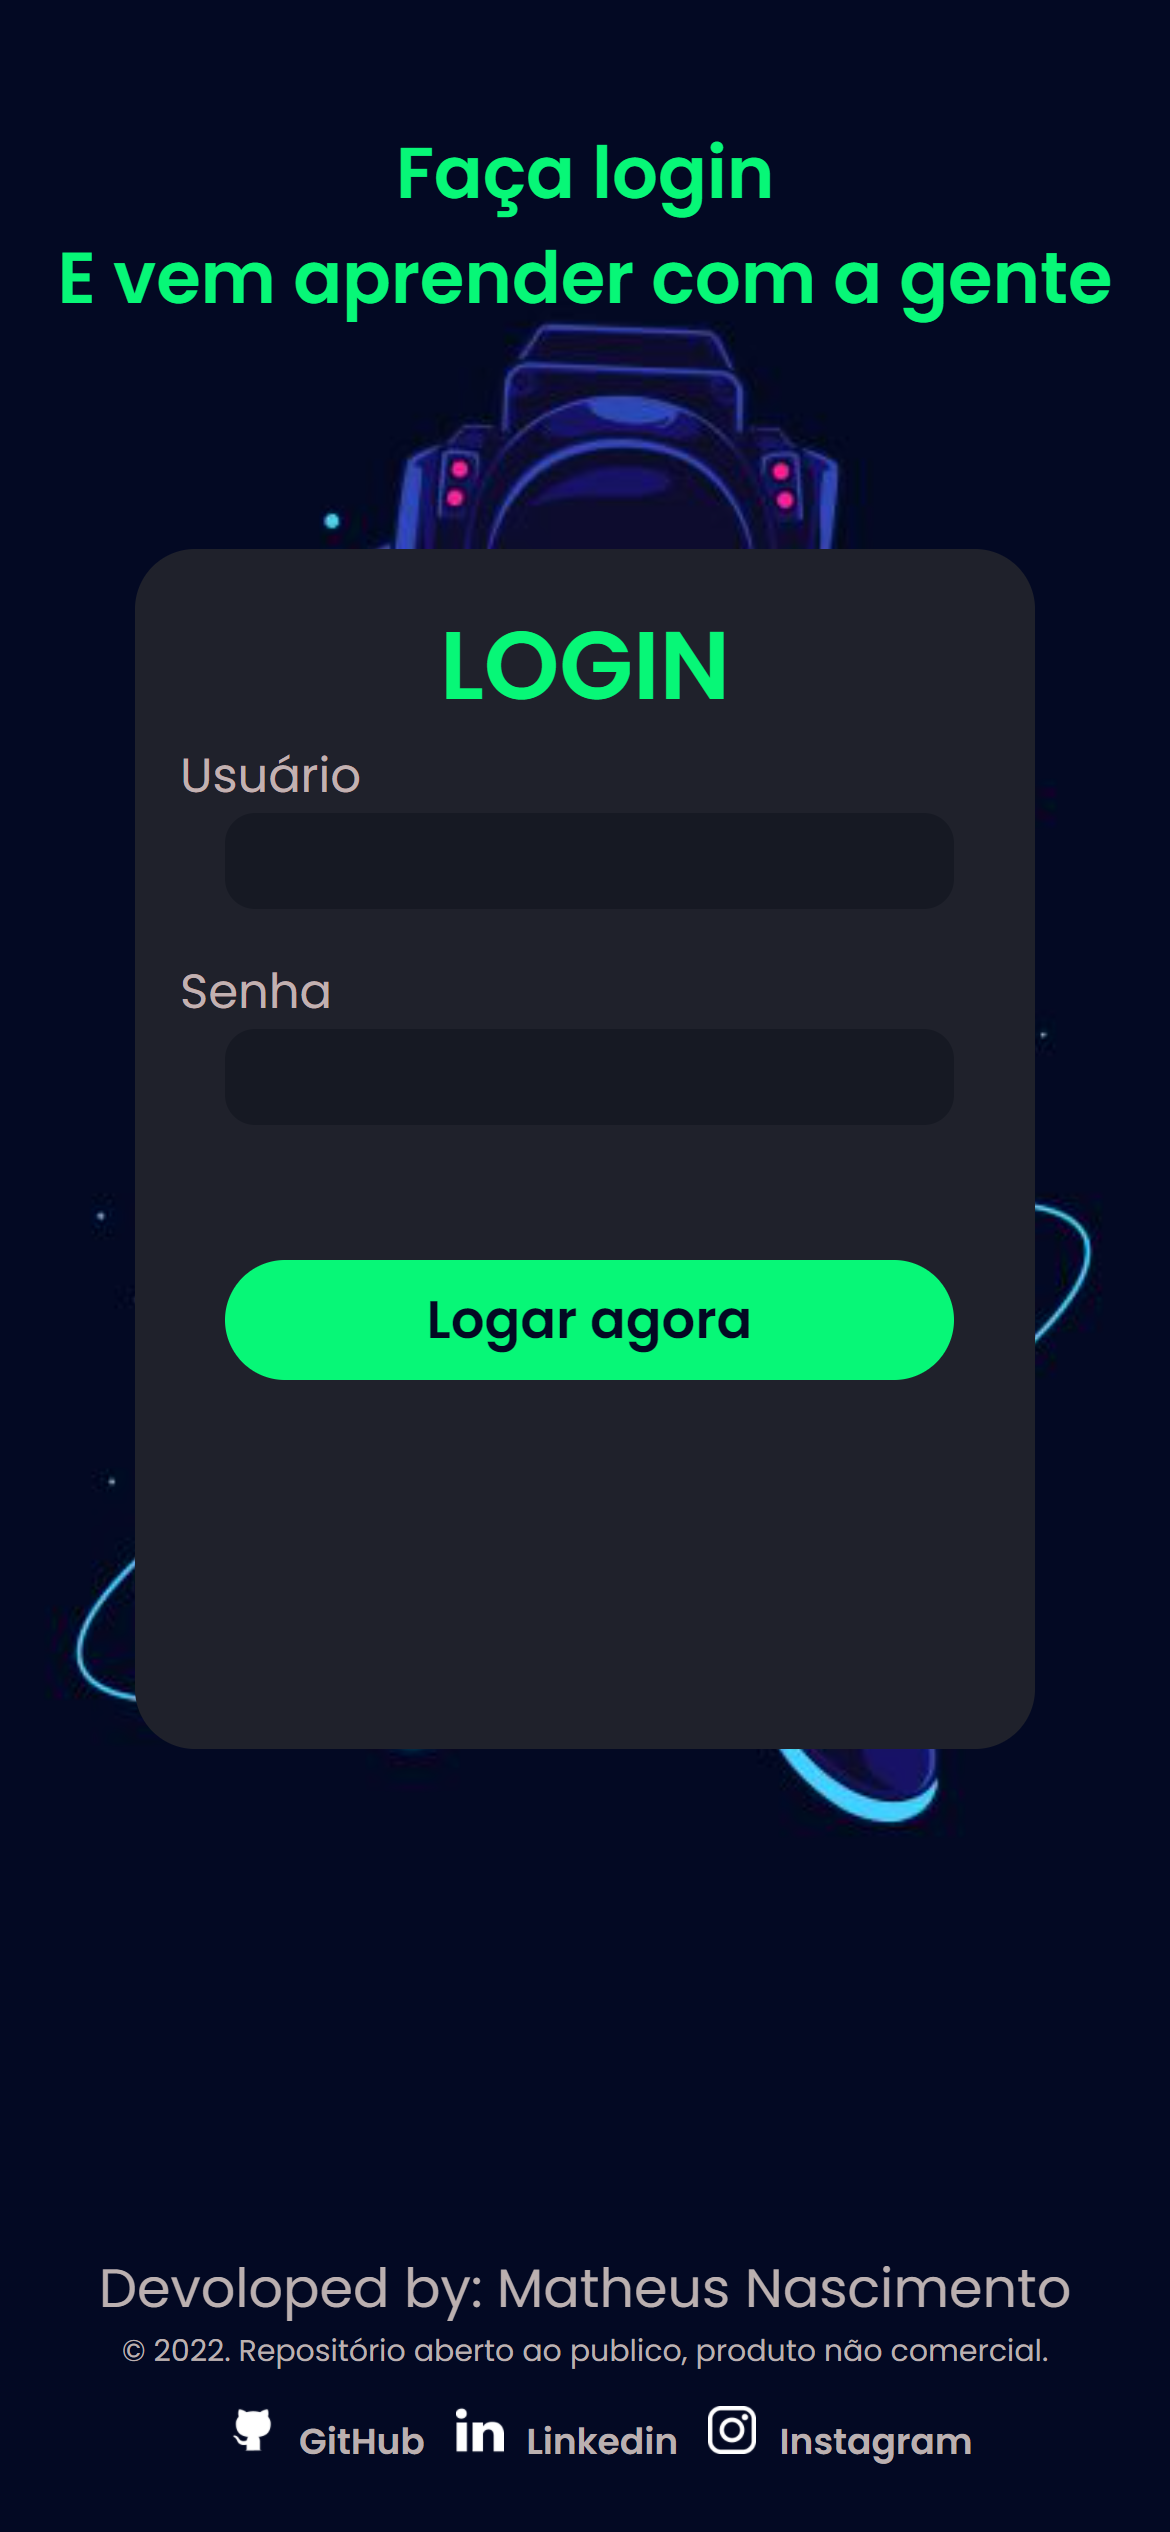 Faça login
E vem aprender com a gente
LOGIN
Usuário
Senha
Logar agora
Devoloped by: Matheus Nascimento
© 2022. Repositório aberto ao publico, produto não comercial.
GitHub Linkedin Instagram